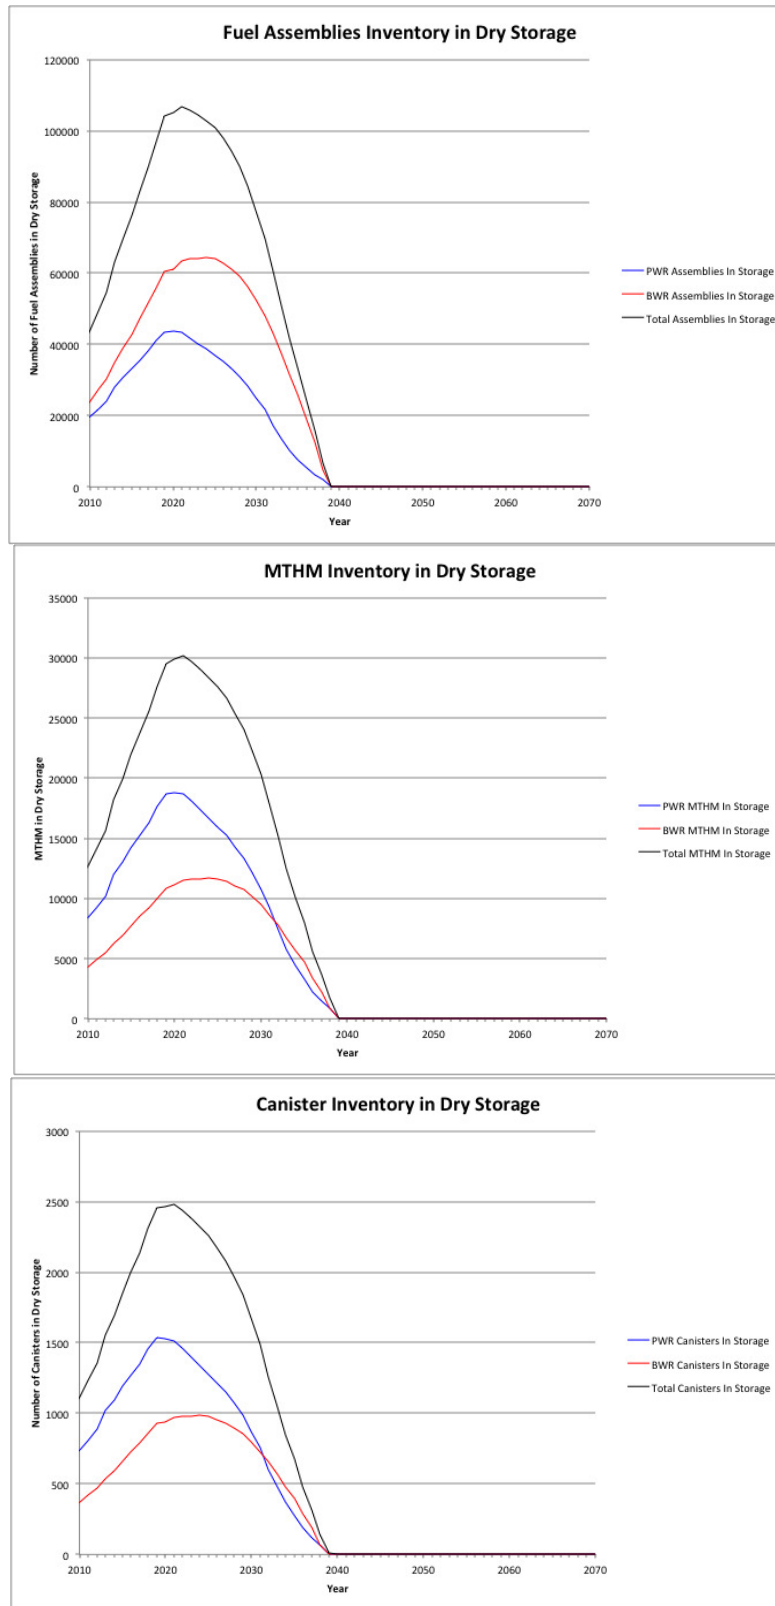 Fuel Assemblies Inventory in Dry Storage
120000
100000
80000
60000
40000
20000
0
Number of Fuel Assemblies in Dry Storage
2010 2020 2030 2040 2050 2060 2070
Year
PWR Assemblies In Storage
BWR Assemblies In Storage
Total Assemblies In Storage
MTHM Inventory in Dry Storage
35000
30000
25000
20000
15000
10000
5000
0
MTHM in Dry Storage
2010 2020 2030 2040 2050 2060 2070
Year
PWR MTHM In Storage
BWR MTHM In Storage
Total MTHM In Storage
Canister Inventory in Dry Storage
3000
2500
2000
1500
1000
500
0
Number of Canisters in Dry Storage
2010 2020 2030 2040 2050 2060 2070
Year
PWR Canisters In Storage
BWR Canisters In Storage
Total Canisters In Storage